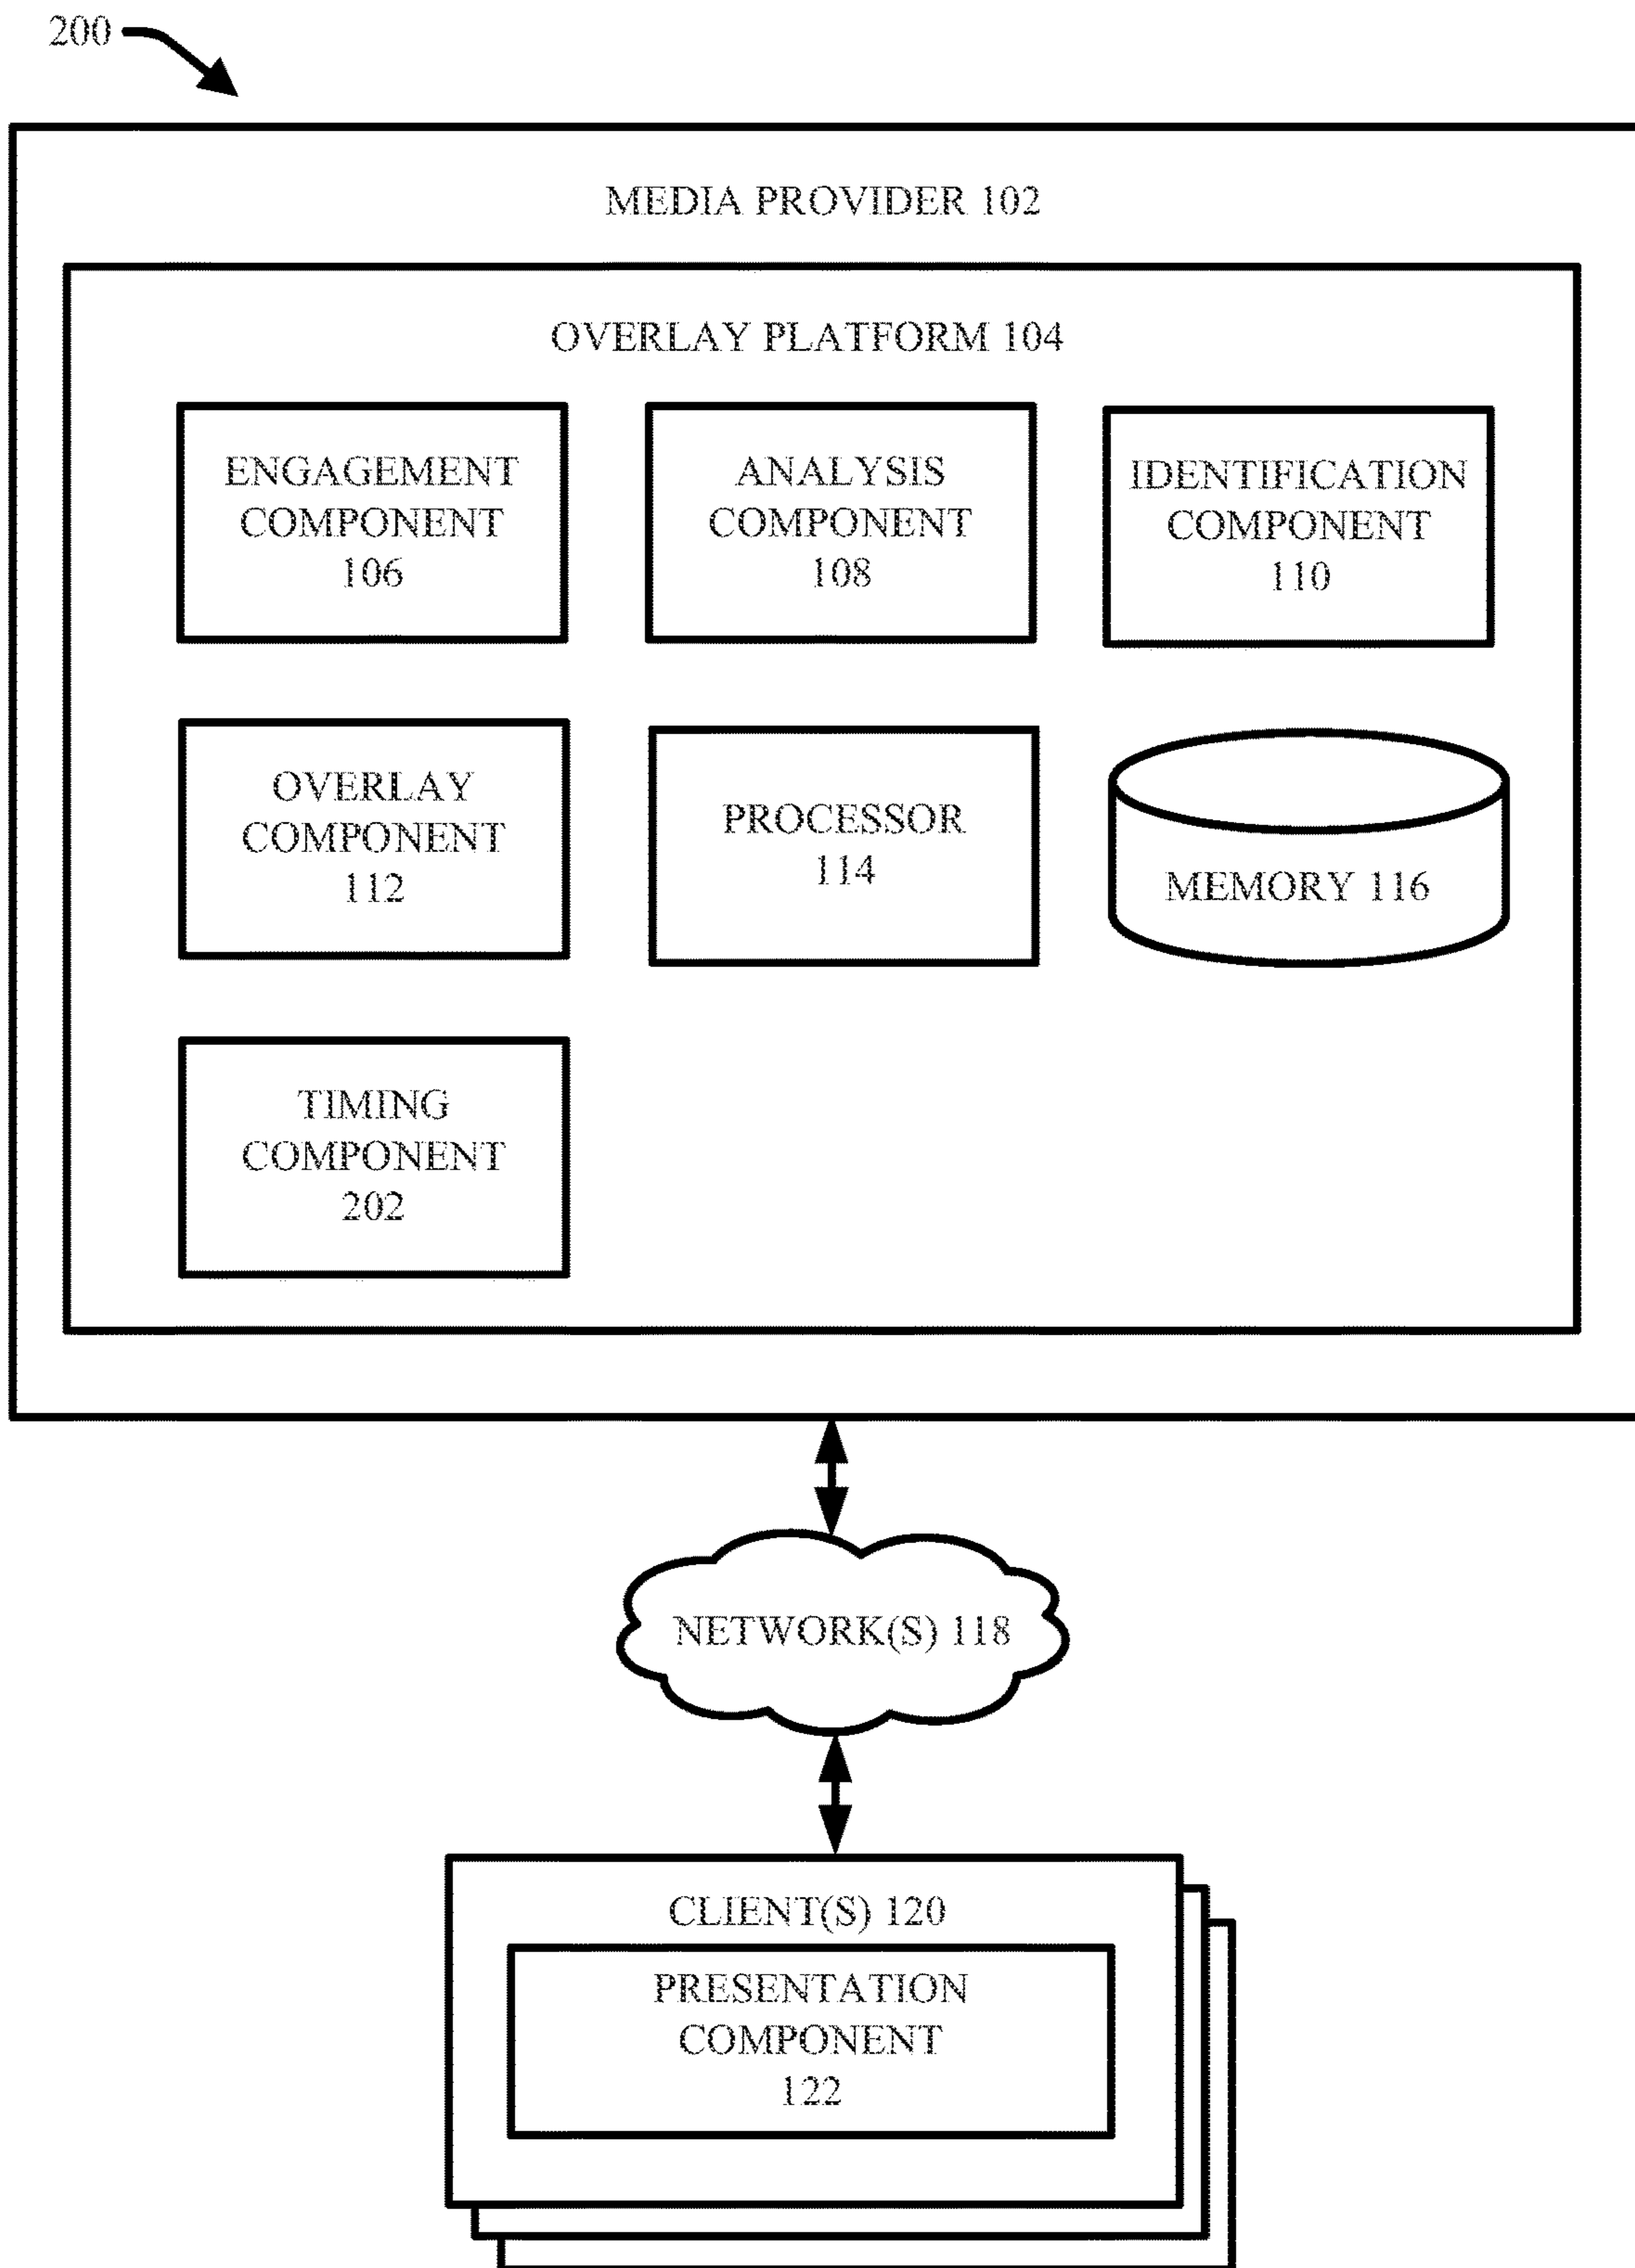 200
MEDIA PROVIDER 102
OVERLAY PLATFORM 104
ENGAGEMENT
COMPONENT
106
ANALYSIS
COMPONENT
108
IDENTIFICATION
COMPONENT
110
OVERLAY
COMPONENT
112
PROCESSOR
114
MEMORY 116
TIMING
COMPONENT
202
NETWORK(S) 118
CLIENT(S) 120
PRESENTATION
COMPONENT
122